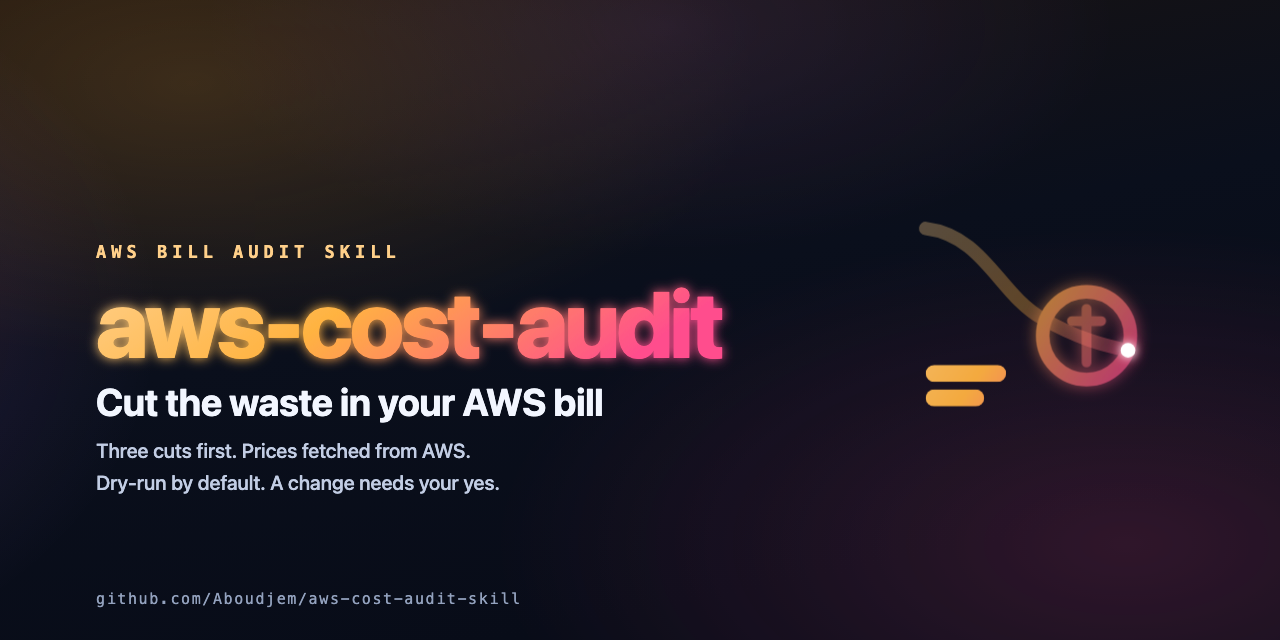 AWS BILL AUDIT SKILL
aws-cost-audit
Cut the waste in your AWS bill
Three cuts first. Prices fetched from AWS.
Dry-run by default. A change needs your yes.
github.com/Aboudjem/aws-cost-audit-skill